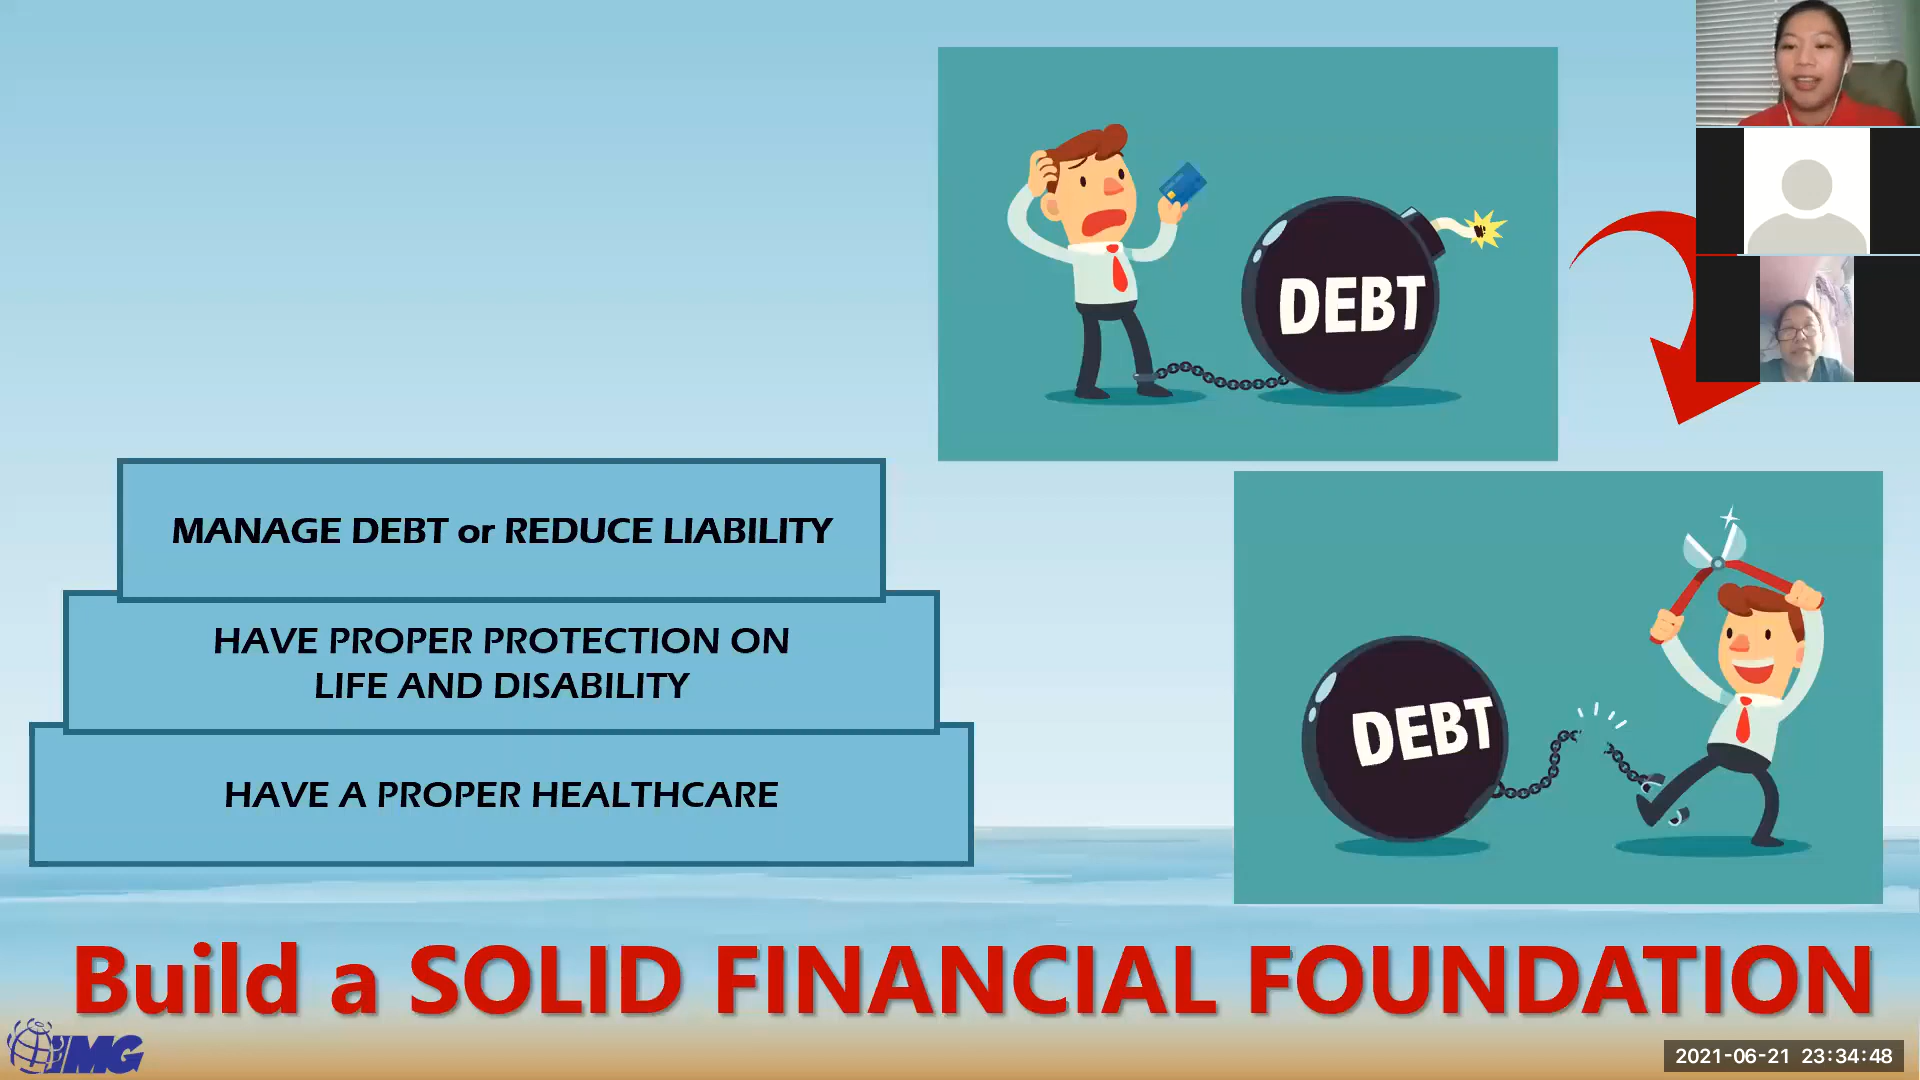 DEBT
MANAGE DEBT or REDUCE LIABILITY
HAVE PROPER PROTECTION ON
LIFE AND DISABILITY
HAVE A PROPER HEALTHCARE
DEBT
Build a SOLID FINANCIAL FOUNDATION
IMG
2021-06-21 23:34:48